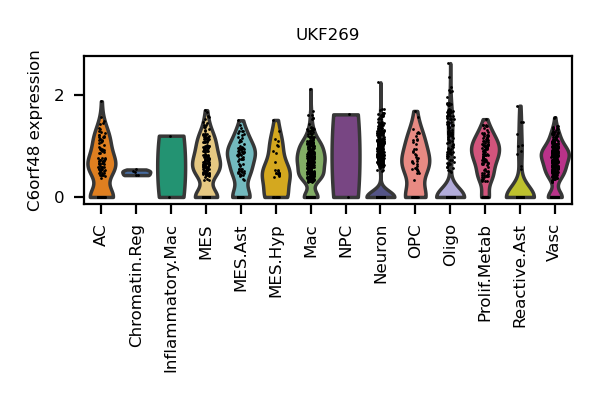 UKF269
C6orf48 expression
2
0
AC
Chromatin.Reg
Inflammatory.Mac
MES
MES.Ast
MES.Hyp
Mac
NPC
Neuron
OPC
Oligo
Prolif.Metab
Reactive.Ast
Vasc